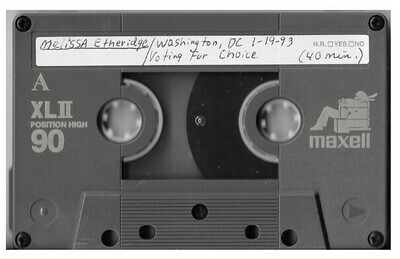 Melissa Etheridge/Washington, DC 1-19-93
N.R. □YES □NO
/Voting For Choice (40 min.)
A
XLII
POSITION HIGH
90
maxell